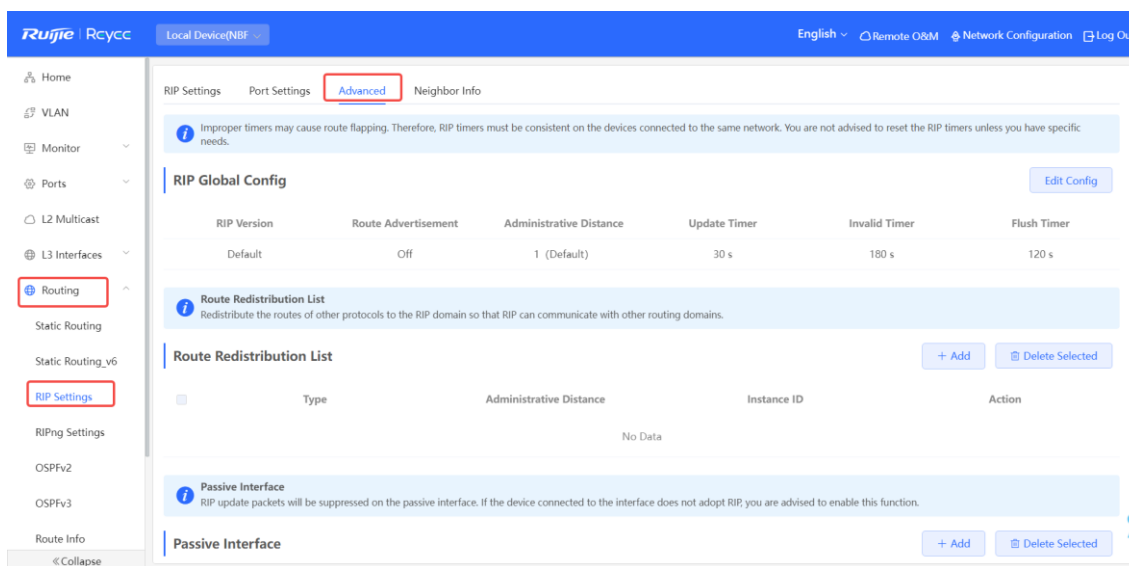 Ruijie | Rcycc
Local Device(NBF
English
Remote O&M
Network Configuration
Log Ou
Home
VLAN
Monitor
Ports
L2 Multicast
L3 Interfaces
Routing
Static Routing
Static Routing_v6
RIP Settings
RIPng Settings
OSPFv2
OSPFv3
Route Info
«Collapse
RIP Settings Port Settings Advanced Neighbor Info
Improper timers may cause route flapping. Therefore, RIP timers must be consistent on the devices connected to the same network. You are not advised to reset the RIP timers unless you have specific
needs.
RIP Global Config
Edit Config
RIP Version Route Advertisement Administrative Distance Update Timer Invalid Timer Flush Timer
Default Off 1 (Default) 30 s 180 s 120 s
Route Redistribution List
Redistribute the routes of other protocols to the RIP domain so that RIP can communicate with other routing domains.
Route Redistribution List
+ Add
Delete Selected
Type Administrative Distance Instance ID Action
No Data
Passive Interface
RIP update packets will be suppressed on the passive interface. If the device connected to the interface does not adopt RIP, you are advised to enable this function.
Passive Interface
+ Add
Delete Selected